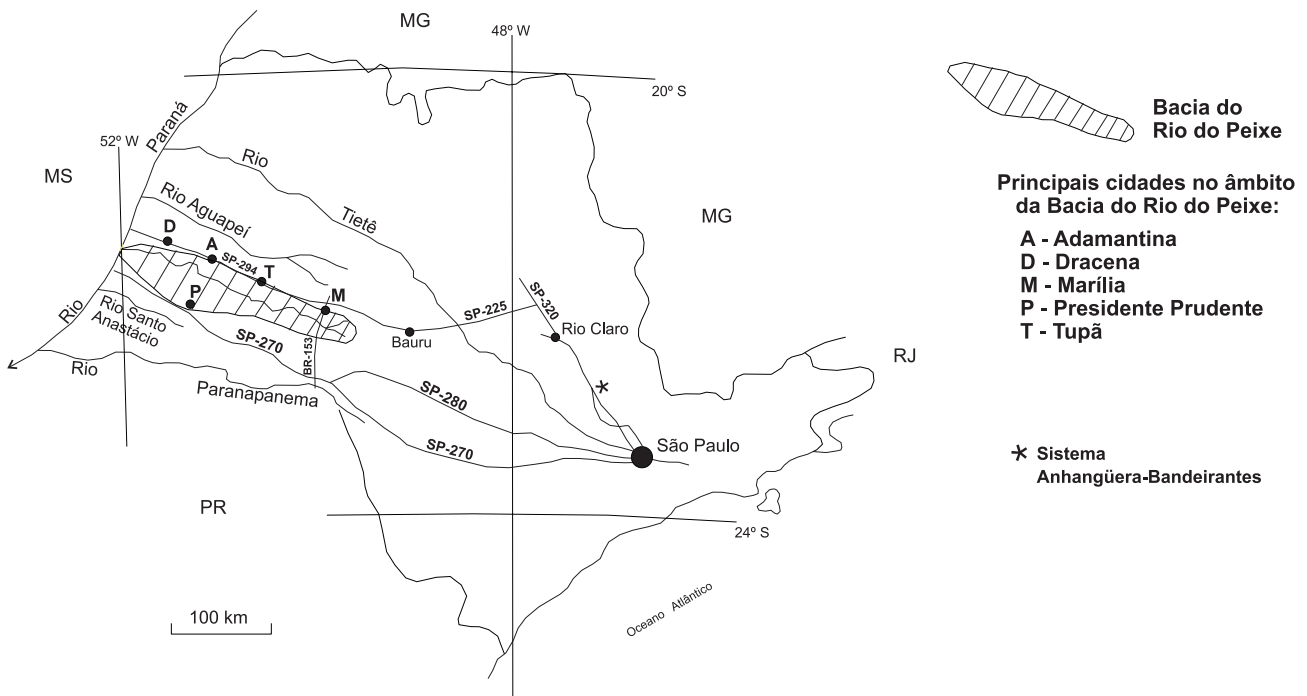 MG
48º W
20º S
52º W
Paraná
MS
Rio
Tietê
MG
Rio Aguapeí
D
A
SP-294
T
P
M
SP-225
SP-320
Rio Claro
Bauru
Rio
Rio Santo
Anastácio
SP-270
BR-153
RJ
Rio
Paranapanema
SP-280
SP-270
São Paulo
PR
24º S
100 km
Oceano Atlântico
Bacia do
Rio do Peixe
Principais cidades no âmbito
da Bacia do Rio do Peixe:
A - Adamantina
D - Dracena
M - Marília
P - Presidente Prudente
T - Tupã
Sistema
Anhangüera-Bandeirantes